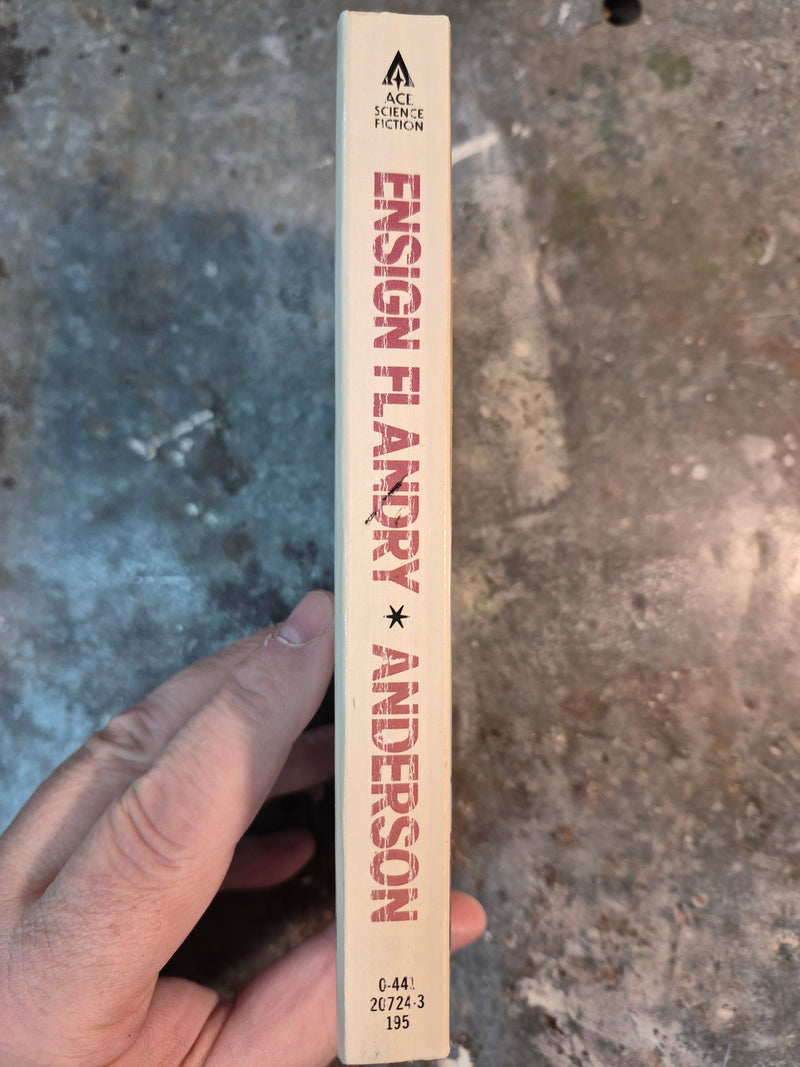 ACE
SCIENCE
FICTION
ENSIGN FLANDRY * ANDERSON
0-441
20724-3
195